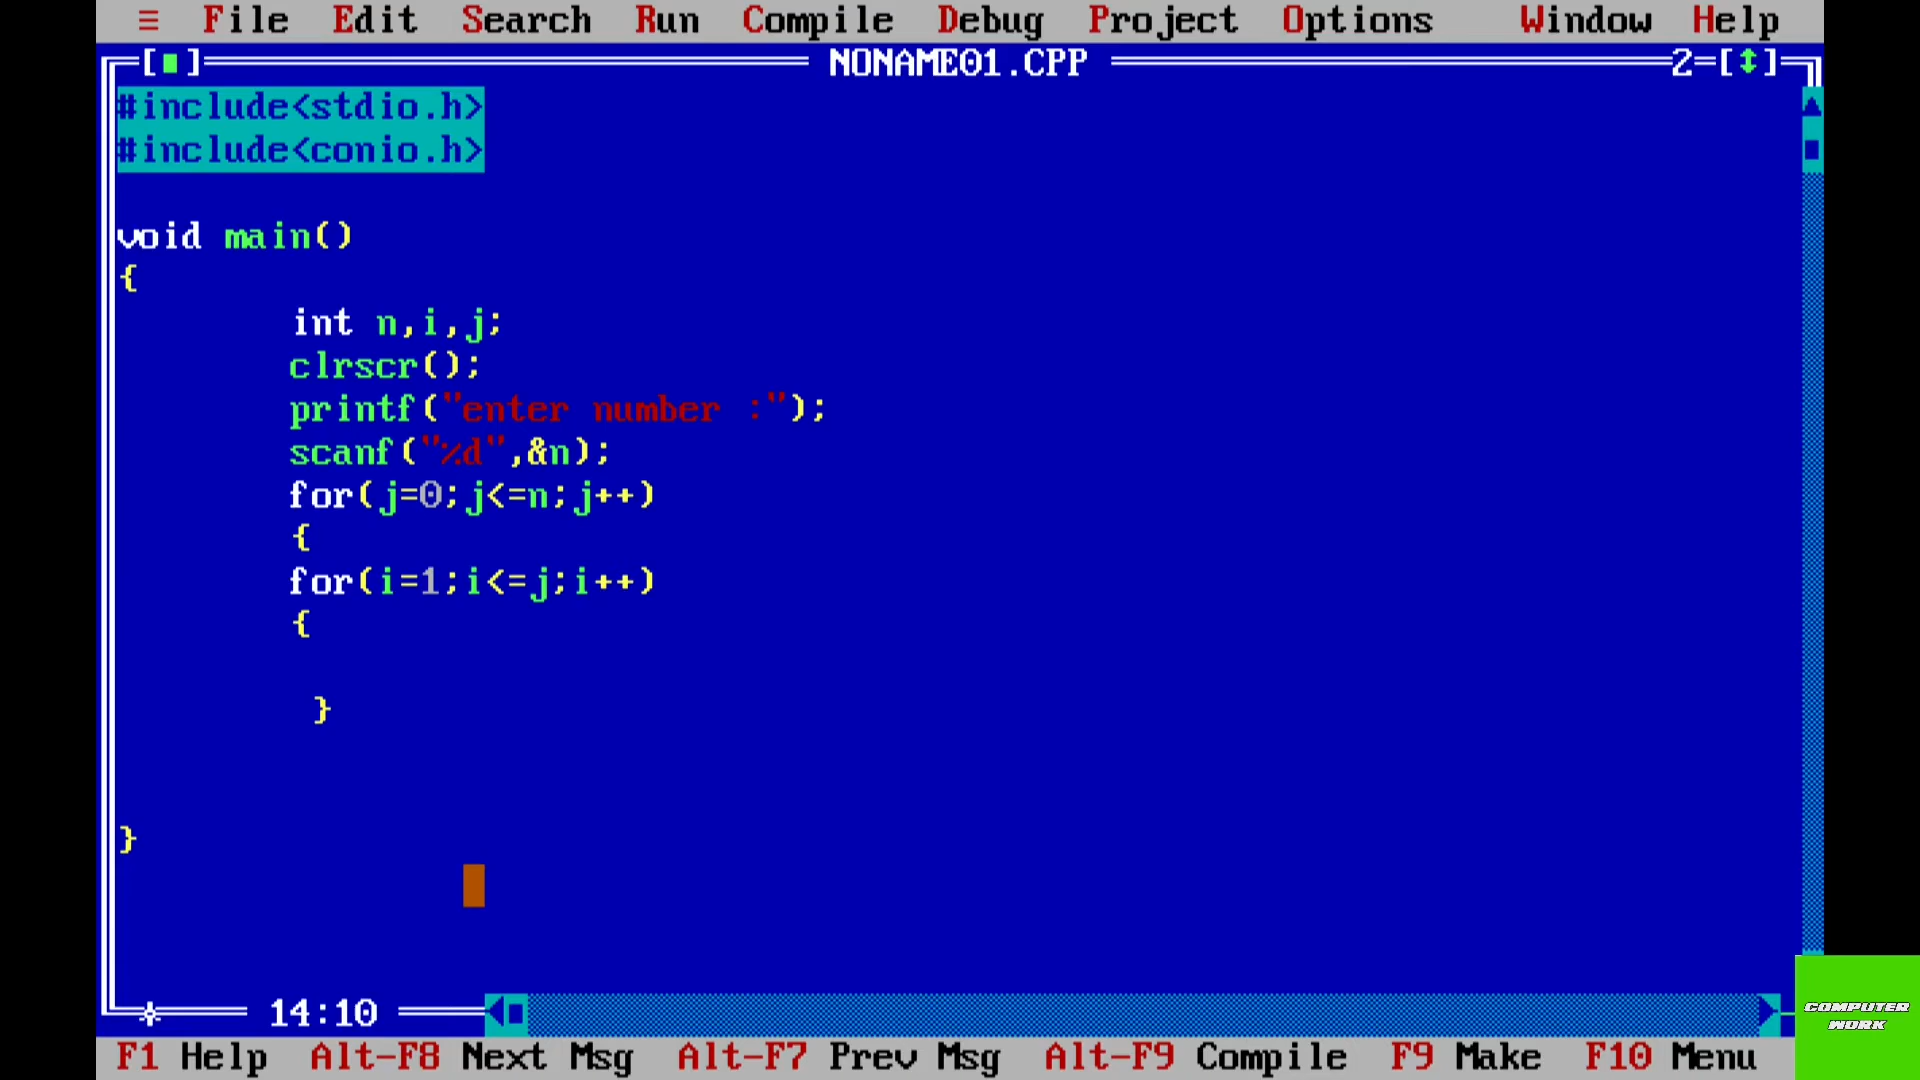 ≡ File Edit Search Run Compile Debug Project Options Window Help
[■] NONAME01.CPP 2=[↕]
#include<stdio.h>
#include<conio.h>
void main()
{
int n,i,j;
clrscr();
printf("enter number :");
scanf("%d",&n);
for(j=0;j<=n;j++)
{
for(i=1;i<=j;i++)
{
}
}
14:10
COMPUTER
WORK
F1 Help Alt-F8 Next Msg Alt-F7 Prev Msg Alt-F9 Compile F9 Make F10 Menu